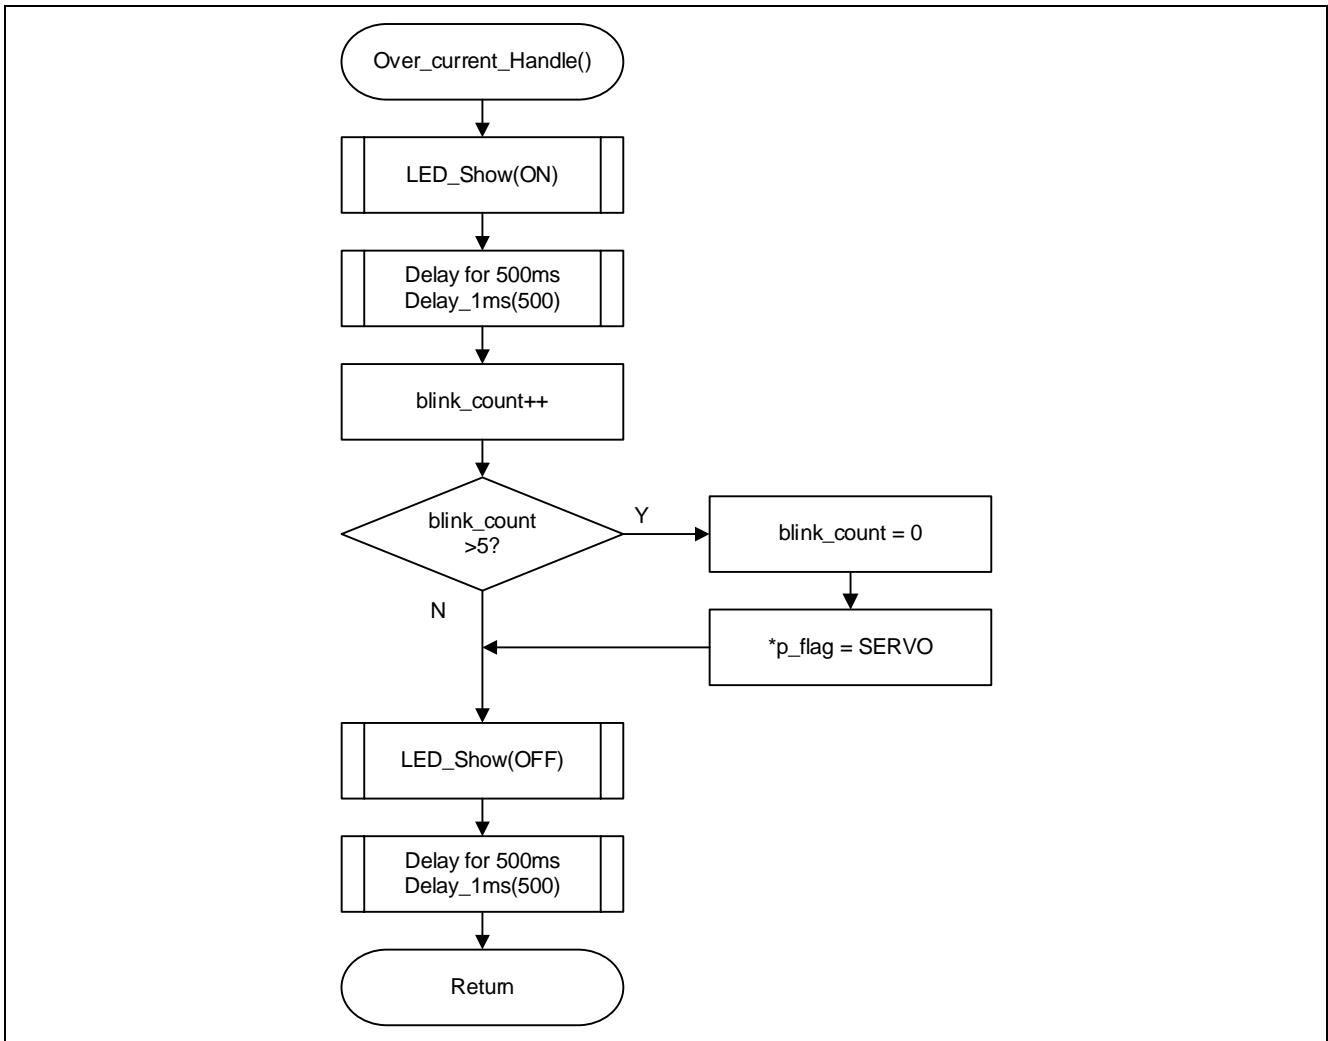 Over_current_Handle()
LED_Show(ON)
Delay for 500ms
Delay_1ms(500)
blink_count++
blink_count
>5?
Y
blink_count = 0
N
*p_flag = SERVO
LED_Show(OFF)
Delay for 500ms
Delay_1ms(500)
Return